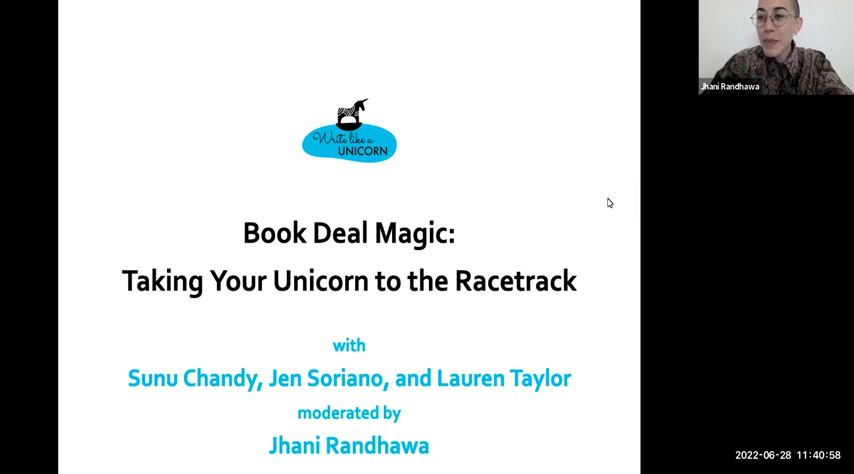 Jhani Randhawa
Write like a
UNICORN
Book Deal Magic:
Taking Your Unicorn to the Racetrack
with
Sunu Chandy, Jen Soriano, and Lauren Taylor
moderated by
Jhani Randhawa
2022-06-28 11:40:58